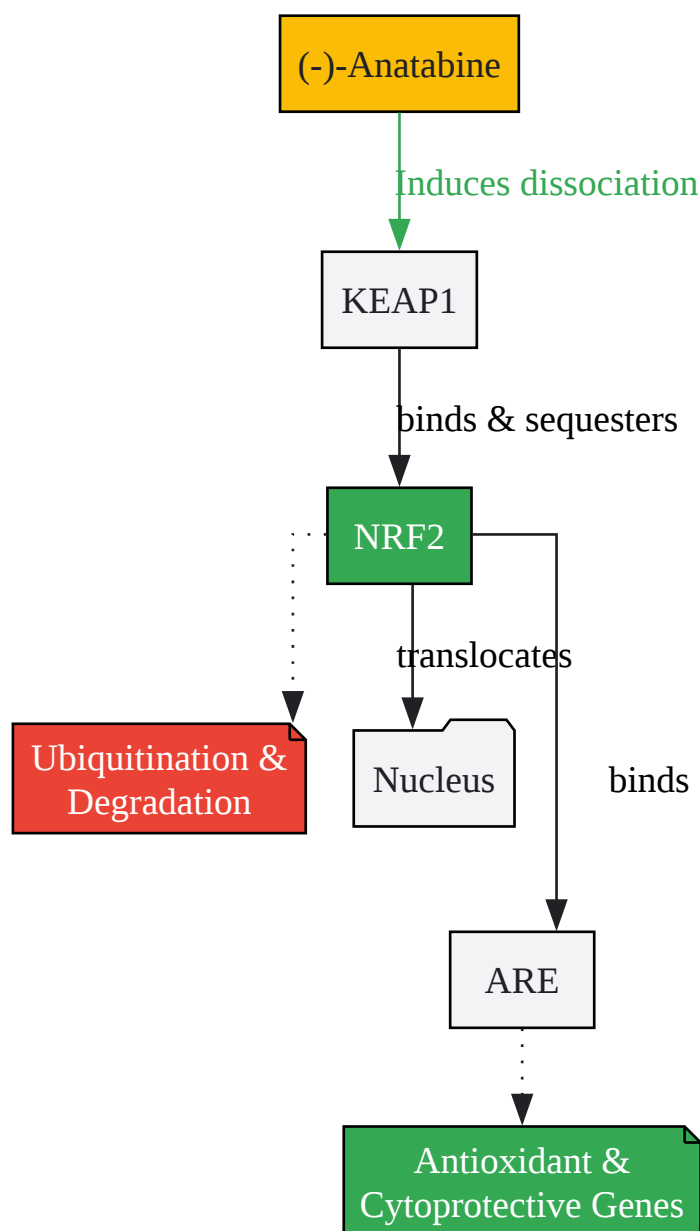 (-)-Anatabine
Induces dissociation
KEAP1
binds & sequesters
NRF2
translocates
Ubiquitination &
Degradation
Nucleus
binds
ARE
Antioxidant &
Cytoprotective Genes